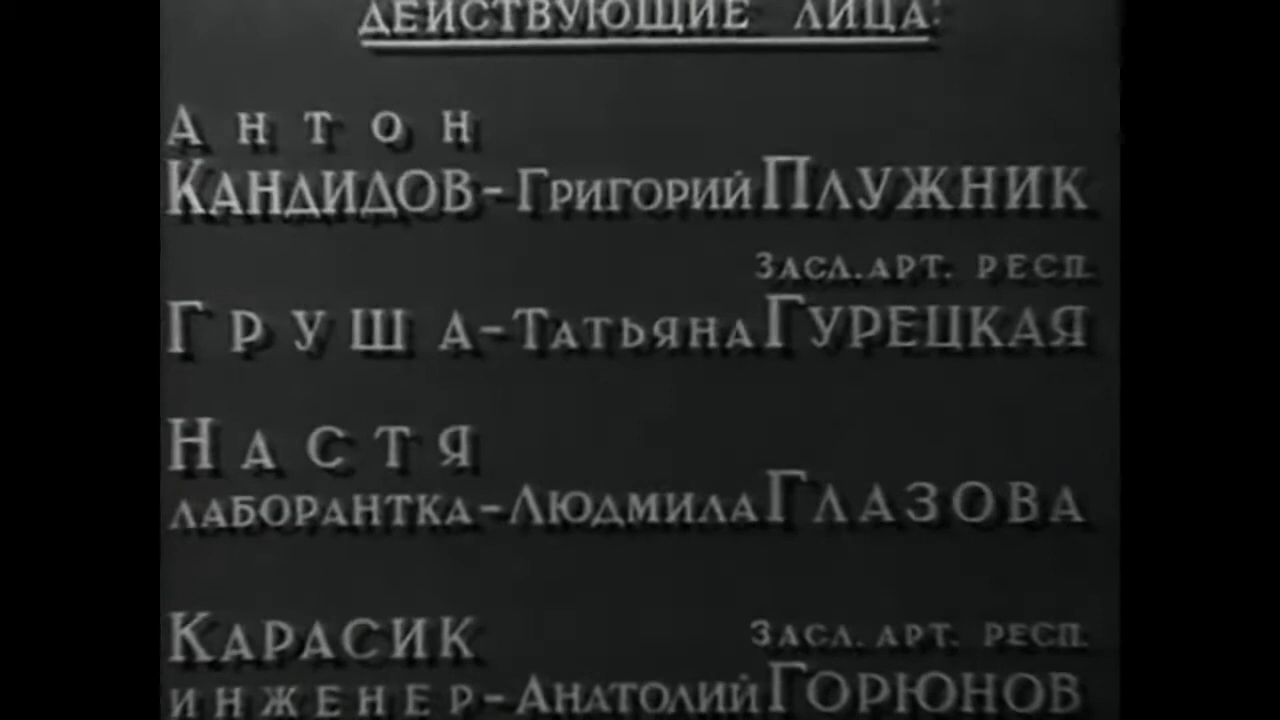 ДЕЙСТВУЮЩИЕ ЛИЦА:
АНТОН
КАНДИДОВ-ГРИГОРИЙ ПЛУЖНИК
ЗАСЛ. АРТ. РЕСП.
ГРУША-ТАТЬЯНА ГУРЕЦКАЯ
НАСТЯ
ЛАБОРАНТКА-ЛЮДМИЛА ГЛАЗОВА
КАРАСИК ЗАСЛ. АРТ. РЕСП.
ИНЖЕНЕР-АНАТОЛИЙ ГОРЮНОВ